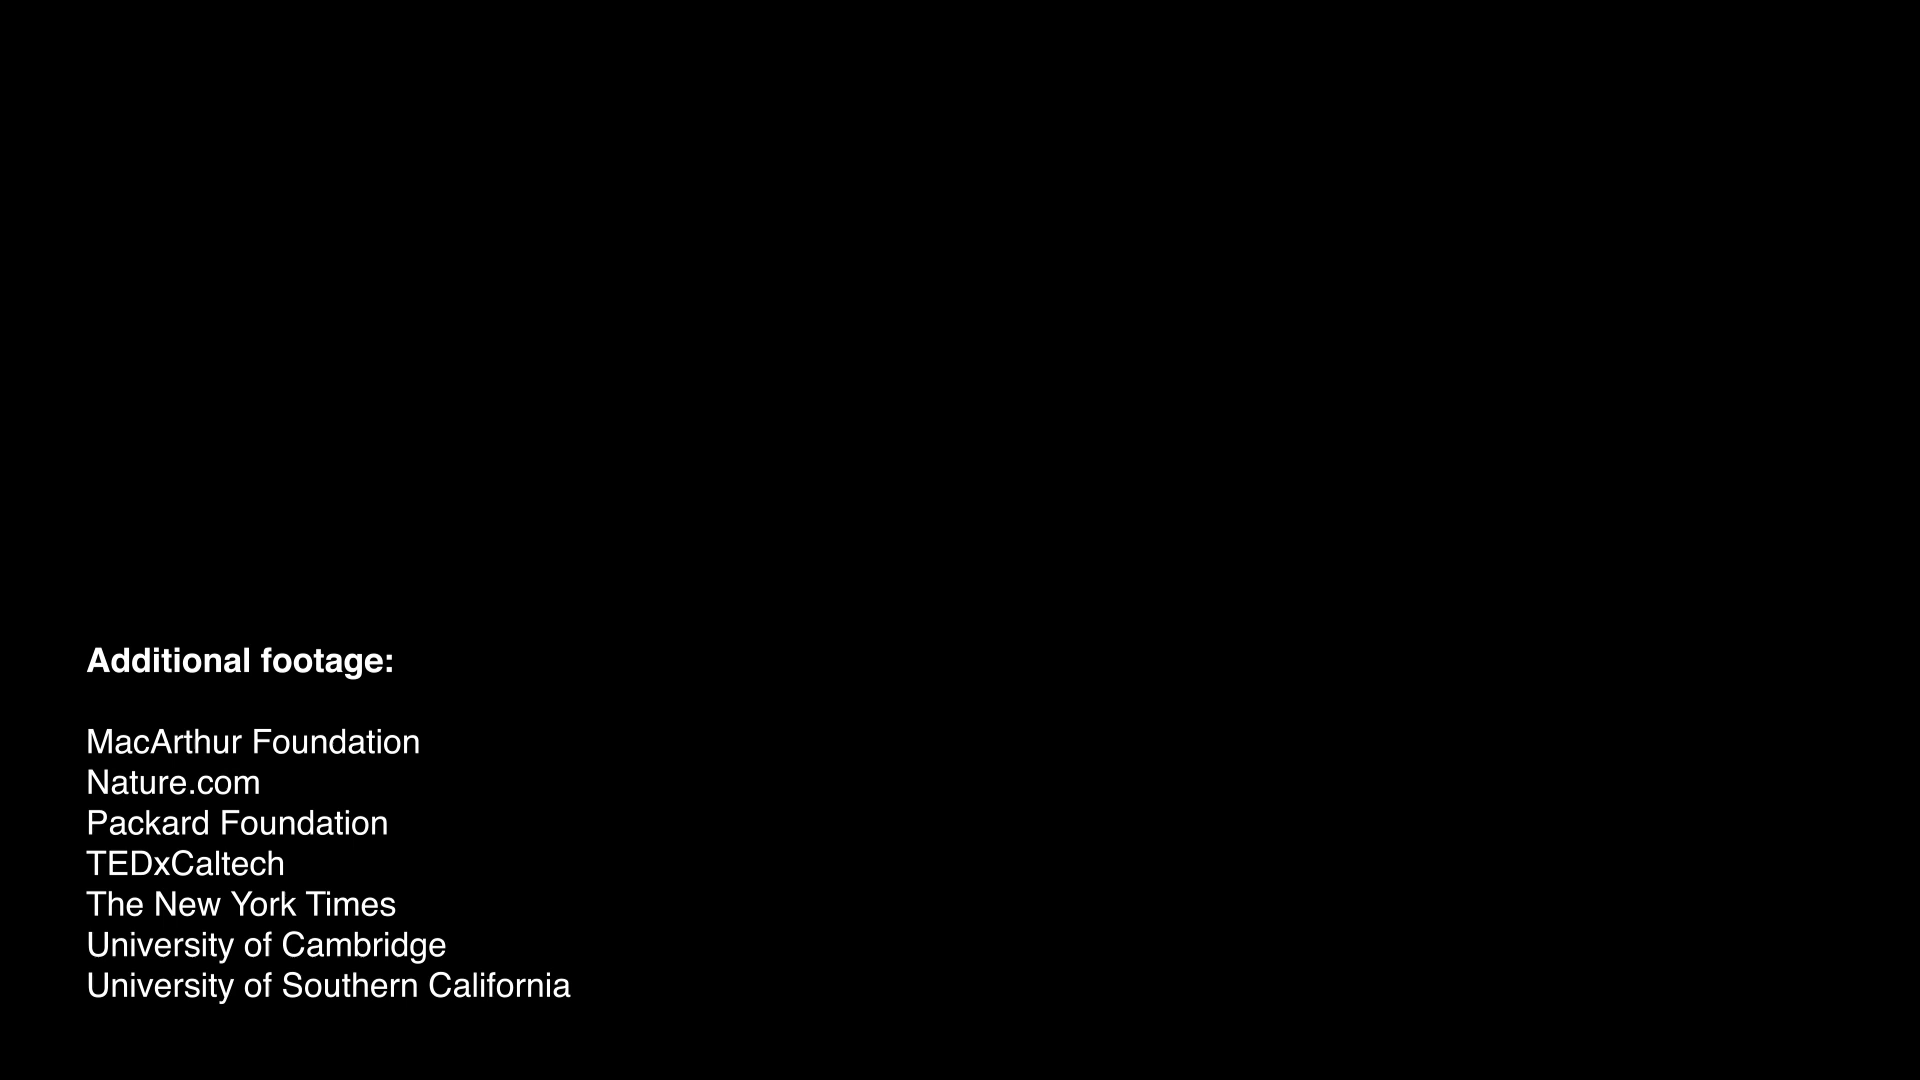 Additional footage:
MacArthur Foundation
Nature.com
Packard Foundation
TEDxCaltech
The New York Times
University of Cambridge
University of Southern California